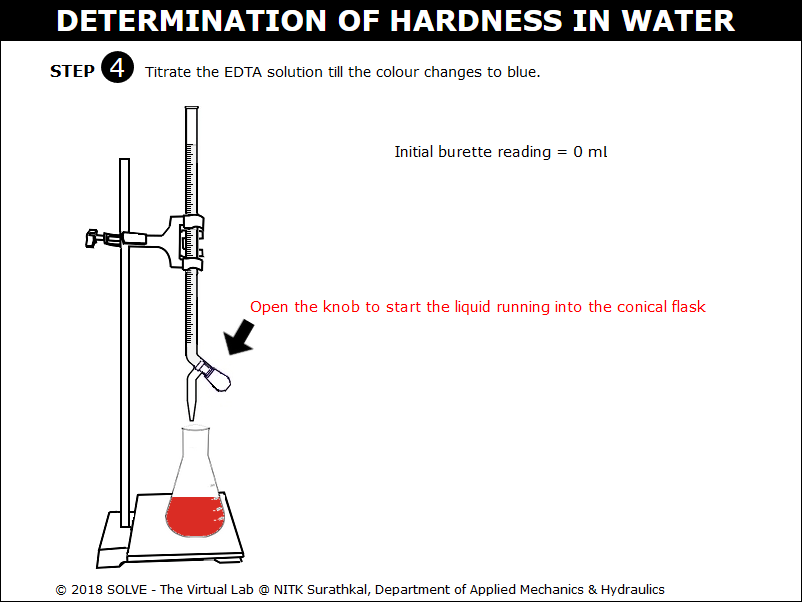 DETERMINATION OF HARDNESS IN WATER
STEP 4 Titrate the EDTA solution till the colour changes to blue.
Initial burette reading = 0 ml
Open the knob to start the liquid running into the conical flask
© 2018 SOLVE - The Virtual Lab @ NITK Surathkal, Department of Applied Mechanics & Hydraulics